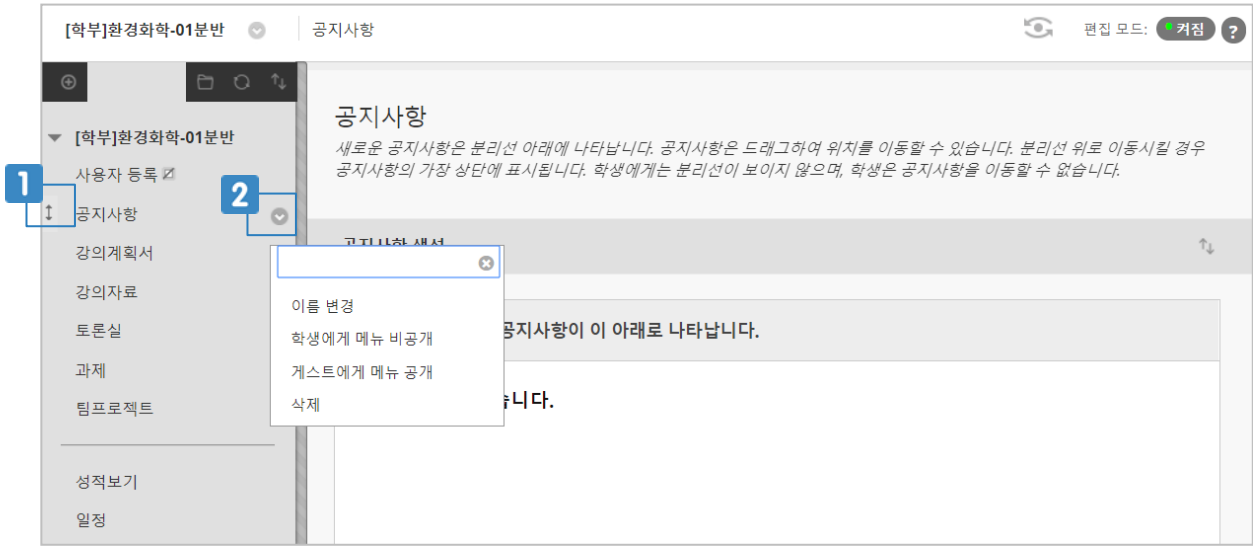 [학부]환경화학-01분반
공지사항
편집 모드: 켜짐 ?
[학부]환경화학-01분반
사용자 등록
1
2
공지사항
강의계획서
강의자료
토론실
과제
팀프로젝트
성적보기
일정
공지사항
새로운 공지사항은 분리선 아래에 나타납니다. 공지사항은 드래그하여 위치를 이동할 수 있습니다. 분리선 위로 이동시킬 경우
공지사항의 가장 상단에 표시됩니다. 학생에게는 분리선이 보이지 않으며, 학생은 공지사항을 이동할 수 없습니다.
공지사항 생성
이름 변경
학생에게 메뉴 비공개
게스트에게 메뉴 공개
삭제
공지사항이 이 아래로 나타납니다.
습니다.